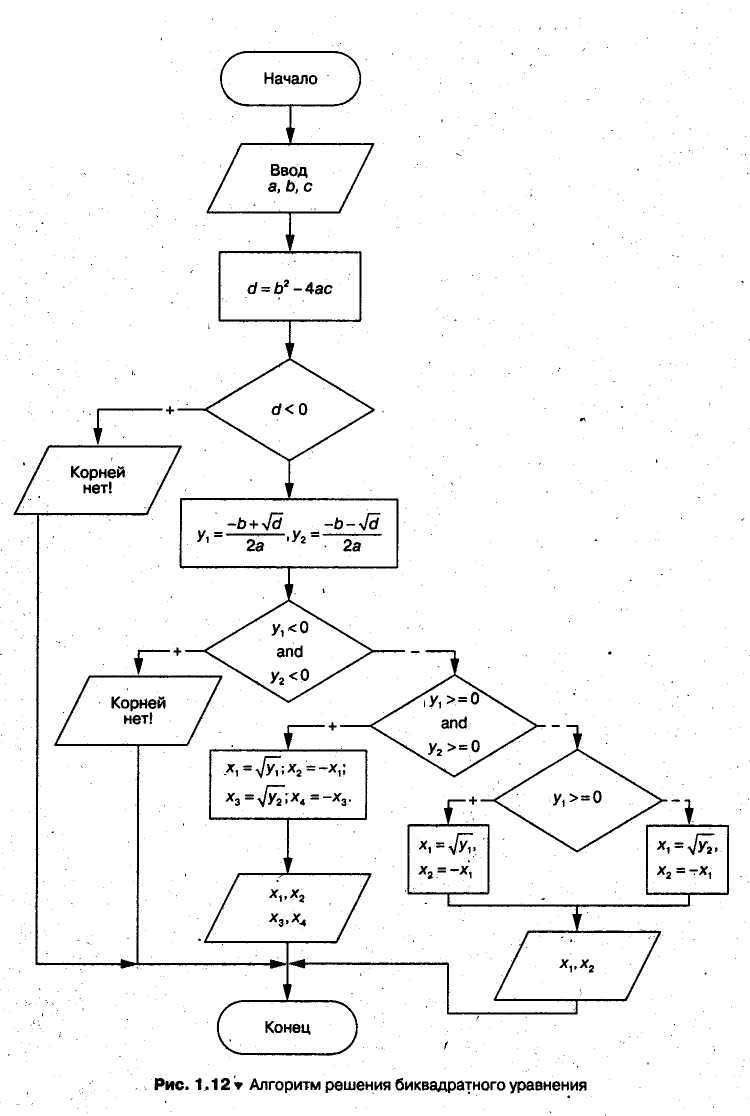 Начало
Ввод
a, b, c
d = b² – 4ac
d < 0
+
Корней
нет!
y₁ = (–b + √d)/2a, y₂ = (–b – √d)/2a
y₁ < 0
and
y₂ < 0
+
–
Корней
нет!
y₁ >= 0
and
y₂ >= 0
+
–
x₁ = √y₁; x₂ = –x₁;
x₃ = √y₂; x₄ = –x₃.
y₁ >= 0
+
–
x₁ = √y₁,
x₂ = –x₁
x₁ = √y₂,
x₂ = –x₁
x₁, x₂
x₃, x₄
x₁, x₂
Конец
Рис. 1.12 ▾ Алгоритм решения биквадратного уравнения